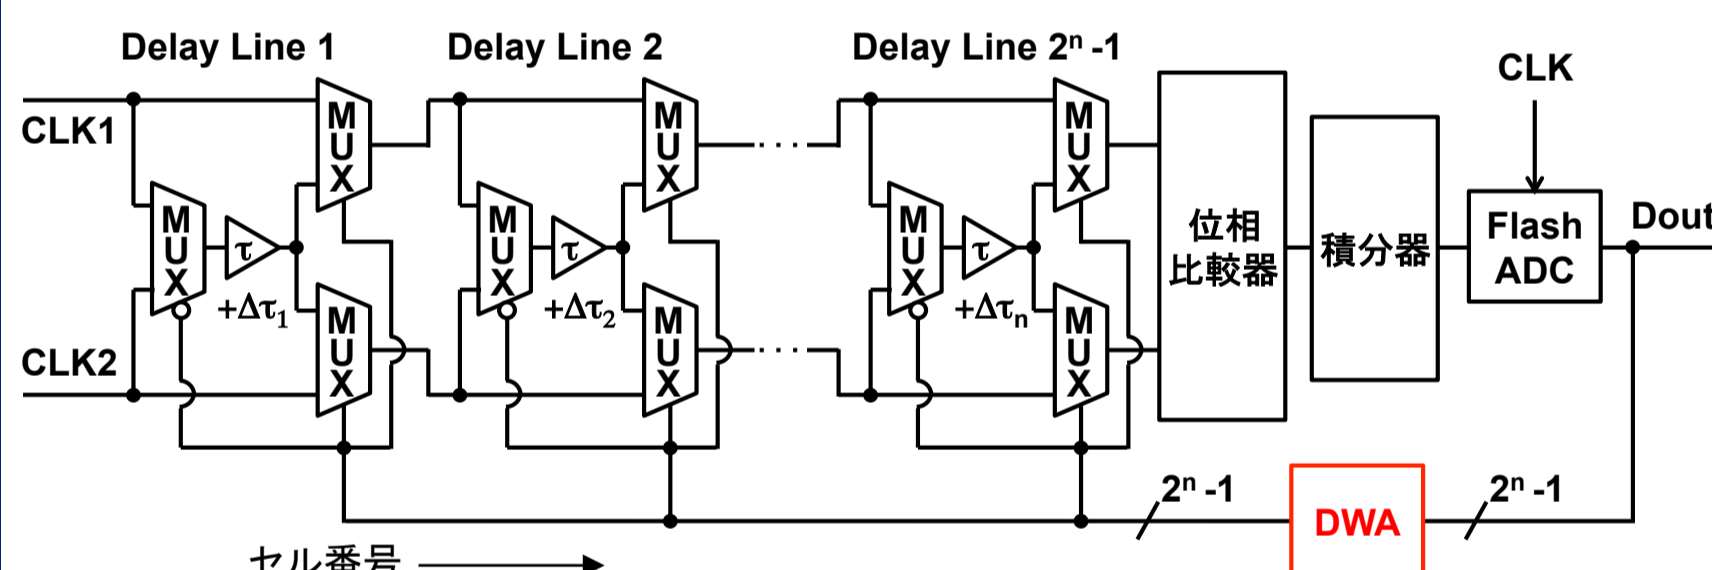 Delay Line 1
Delay Line 2
Delay Line 2ⁿ -1
CLK
CLK1
MUX
MUX
MUX
MUX
τ
+Δτ₁
MUX
MUX
τ
+Δτ₂
MUX
MUX
τ
+Δτₙ
MUX
位相
比較器
積分器
Flash
ADC
Dout
CLK2
· · ·
· · ·
2ⁿ -1
DWA
2ⁿ -1
セル番号